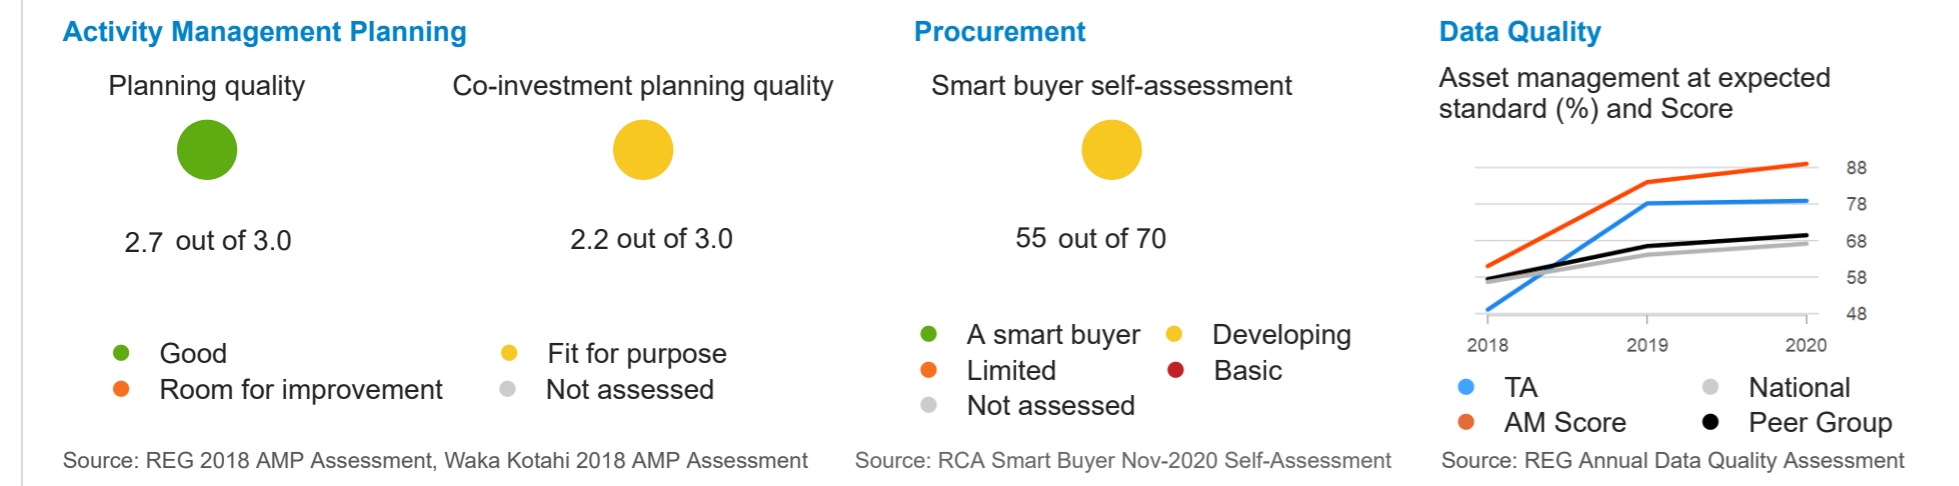 Activity Management Planning
Planning quality
Co-investment planning quality
2.7 out of 3.0
2.2 out of 3.0
Good
Fit for purpose
Room for improvement
Not assessed
Source: REG 2018 AMP Assessment, Waka Kotahi 2018 AMP Assessment
Procurement
Smart buyer self-assessment
55 out of 70
A smart buyer
Developing
Limited
Basic
Not assessed
Source: RCA Smart Buyer Nov-2020 Self-Assessment
Data Quality
Asset management at expected
standard (%) and Score
88
78
68
58
48
2018 2019 2020
TA
National
AM Score
Peer Group
Source: REG Annual Data Quality Assessment